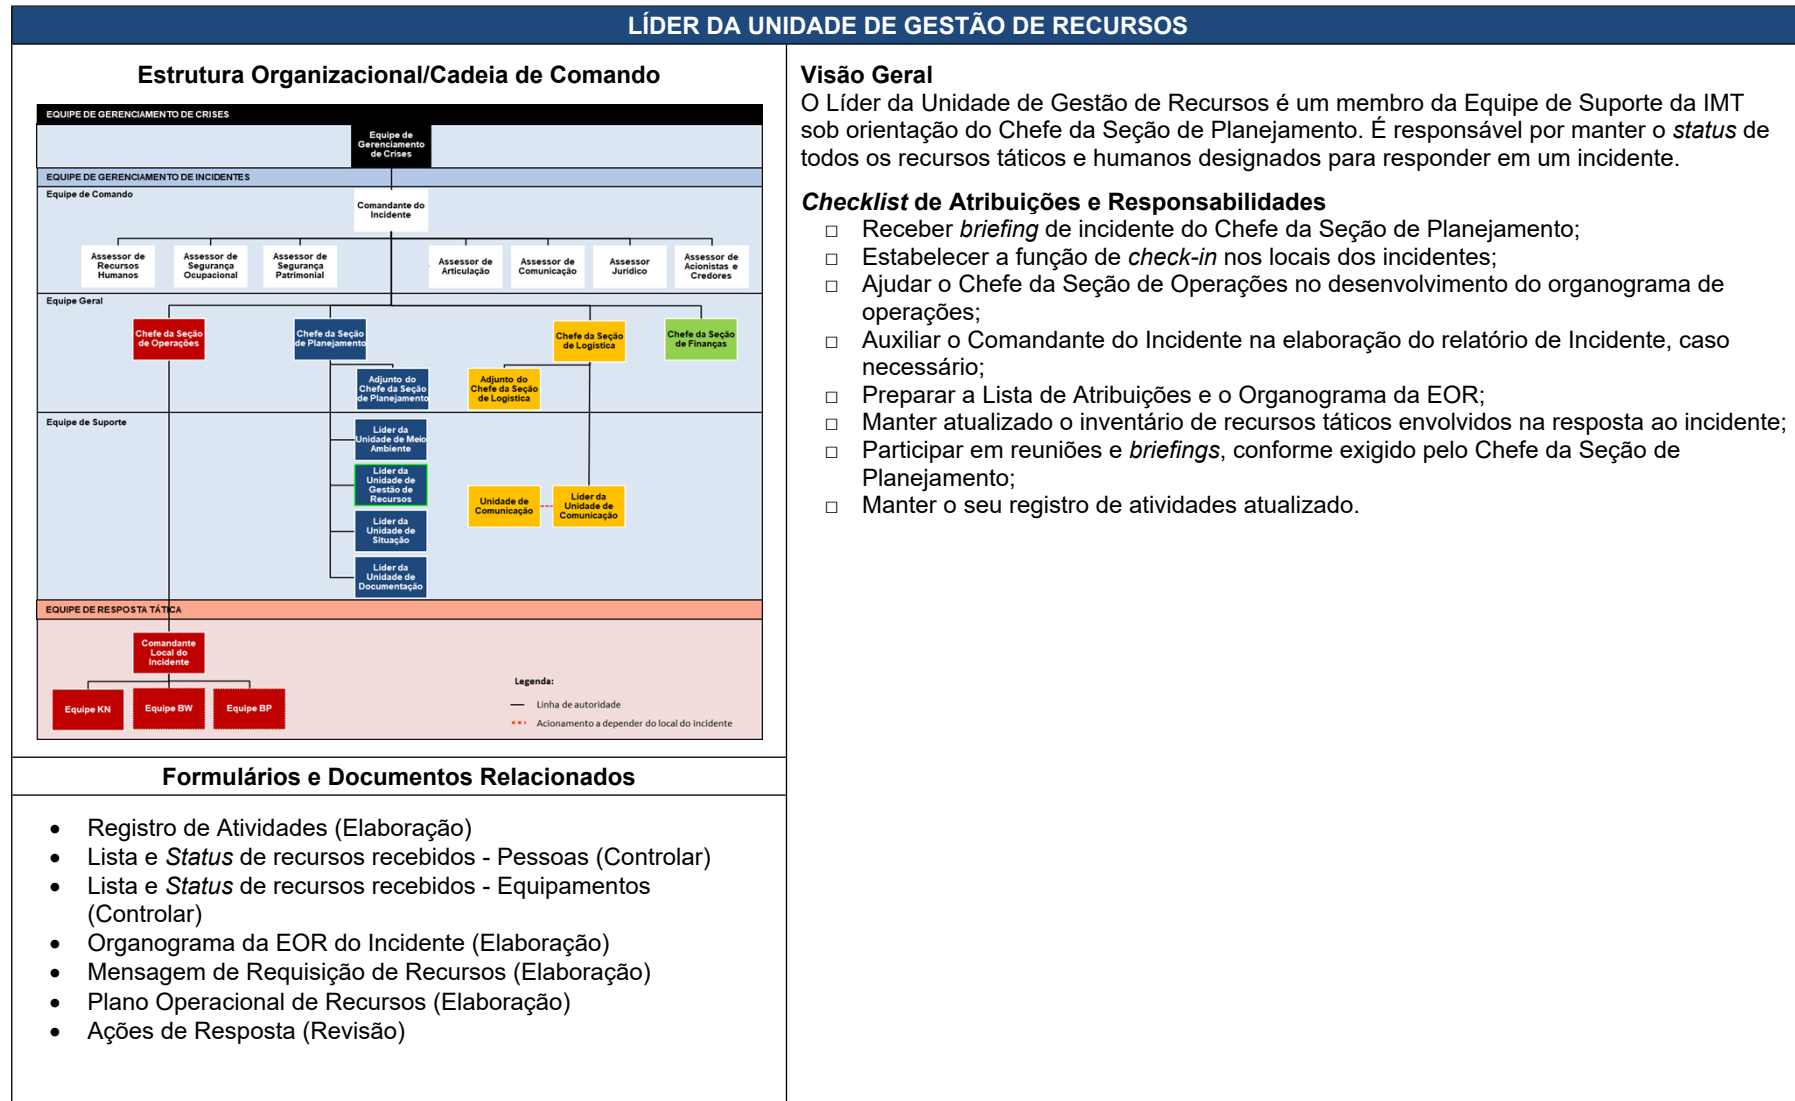 LÍDER DA UNIDADE DE GESTÃO DE RECURSOS
Estrutura Organizacional/Cadeia de Comando
EQUIPE DE GERENCIAMENTO DE CRISES
Equipe de
Gerenciamento
de Crises
EQUIPE DE GERENCIAMENTO DE INCIDENTES
Equipe de Comando
Comandante do
Incidente
Assessor de
Recursos
Humanos
Assessor de
Segurança
Ocupacional
Assessor de
Segurança
Patrimonial
Assessor de
Articulação
Assessor de
Comunicação
Assessor
Jurídico
Assessor de
Acionistas e
Credores
Equipe Geral
Chefe da Seção
de Operações
Chefe da Seção
de Planejamento
Chefe da Seção
de Logística
Chefe da Seção
de Finanças
Adjunto do
Chefe da Seção
de Planejamento
Adjunto do
Chefe da Seção
de Logística
Equipe de Suporte
Líder da
Unidade de Meio
Ambiente
Líder da
Unidade de
Gestão de
Recursos
Unidade de
Comunicação
Líder da
Unidade de
Comunicação
Líder da
Unidade de
Situação
Líder da
Unidade de
Documentação
EQUIPE DE RESPOSTA TÁTICA
Comandante
Local do
Incidente
Equipe KN
Equipe BW
Equipe BP
Legenda:
Linha de autoridade
Acionamento a depender do local do incidente
Formulários e Documentos Relacionados
• Registro de Atividades (Elaboração)
• Lista e Status de recursos recebidos - Pessoas (Controlar)
• Lista e Status de recursos recebidos - Equipamentos
(Controlar)
• Organograma da EOR do Incidente (Elaboração)
• Mensagem de Requisição de Recursos (Elaboração)
• Plano Operacional de Recursos (Elaboração)
• Ações de Resposta (Revisão)
Visão Geral
O Líder da Unidade de Gestão de Recursos é um membro da Equipe de Suporte da IMT
sob orientação do Chefe da Seção de Planejamento. É responsável por manter o status de
todos os recursos táticos e humanos designados para responder em um incidente.
Checklist de Atribuições e Responsabilidades
□ Receber briefing de incidente do Chefe da Seção de Planejamento;
□ Estabelecer a função de check-in nos locais dos incidentes;
□ Ajudar o Chefe da Seção de Operações no desenvolvimento do organograma de
operações;
□ Auxiliar o Comandante do Incidente na elaboração do relatório de Incidente, caso
necessário;
□ Preparar a Lista de Atribuições e o Organograma da EOR;
□ Manter atualizado o inventário de recursos táticos envolvidos na resposta ao incidente;
□ Participar em reuniões e briefings, conforme exigido pelo Chefe da Seção de
Planejamento;
□ Manter o seu registro de atividades atualizado.